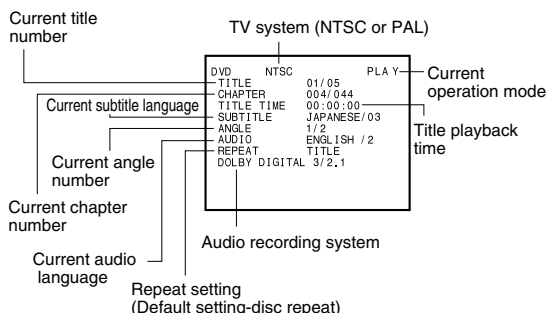 Current title
number
TV system (NTSC or PAL)
DVD NTSC PLAY
TITLE 01/05
CHAPTER 004/044
TITLE TIME 00:00:00
SUBTITLE JAPANESE/03
ANGLE 1/2
AUDIO ENGLISH /2
REPEAT TITLE
DOLBY DIGITAL 3/2.1
Current
operation mode
Current subtitle language
Title playback
time
Current angle
number
Current chapter
number
Audio recording system
Current audio
language
Repeat setting
(Default setting-disc repeat)